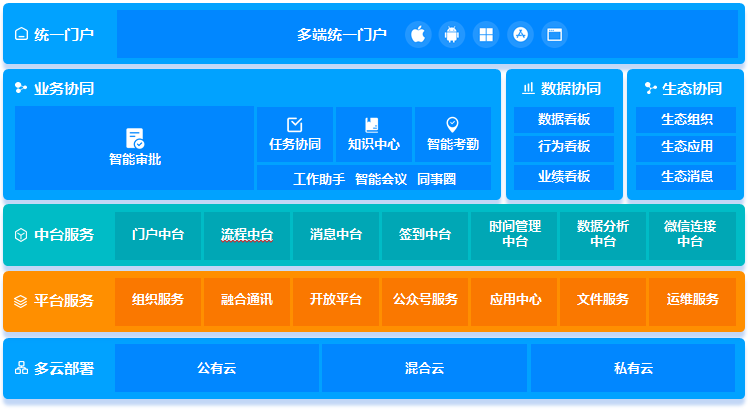 统一门户
多端统一门户
业务协同
智能审批
任务协同
知识中心
智能考勤
工作助手 智能会议 同事圈
数据协同
数据看板
行为看板
业绩看板
生态协同
生态组织
生态应用
生态消息
中台服务
门户中台
流程中台
消息中台
签到中台
时间管理
中台
数据分析
中台
微信连接
中台
平台服务
组织服务
融合通讯
开放平台
公众号服务
应用中心
文件服务
运维服务
多云部署
公有云
混合云
私有云